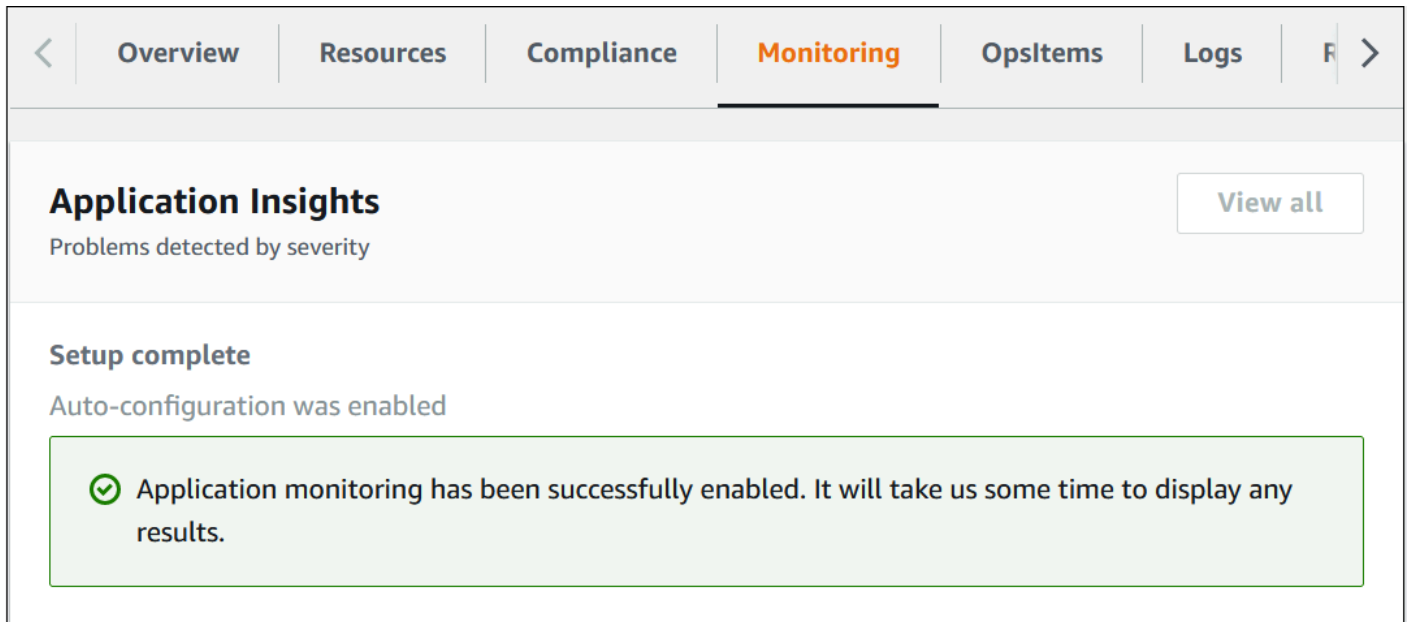 Overview Resources Compliance Monitoring OpsItems Logs
Application Insights View all
Problems detected by severity
Setup complete
Auto-configuration was enabled
Application monitoring has been successfully enabled. It will take us some time to display any
results.